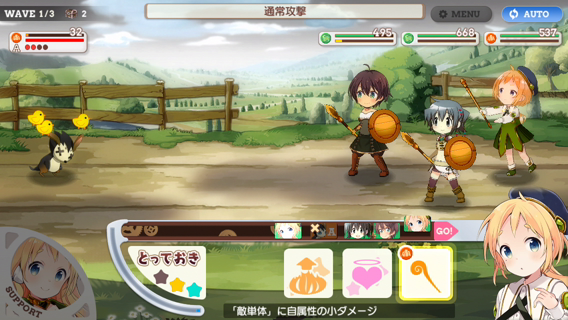 WAVE 1/3
2
通常攻撃
MENU
AUTO
32
A
495
668
537
GO!
とっておき
SUPPORT
「敵単体」に自属性の小ダメージ